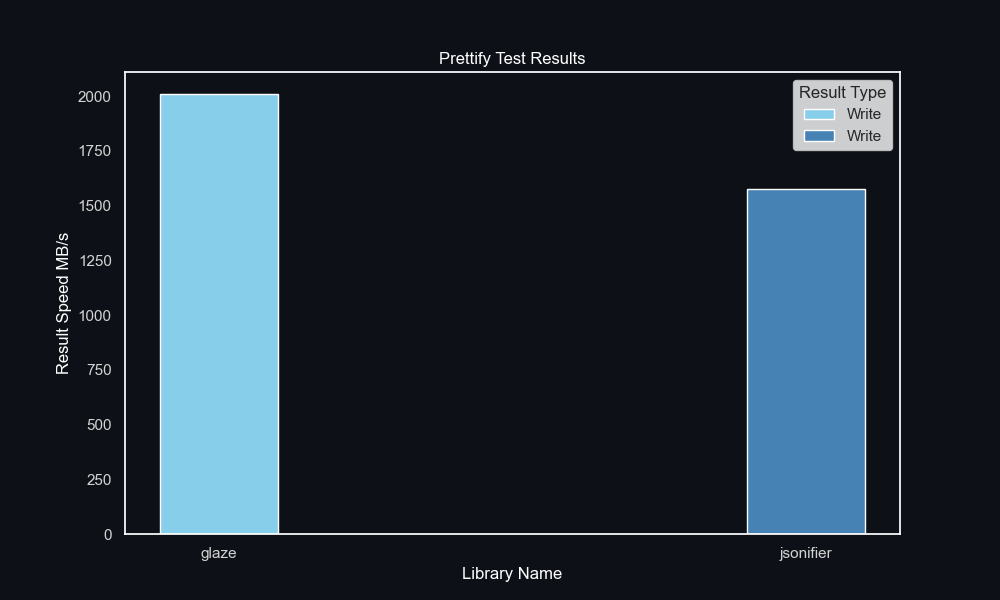 Prettify Test Results
Result Type
Write
Write
2000
1750
1500
1250
1000
750
500
250
0
Result Speed MB/s
glaze
jsonifier
Library Name